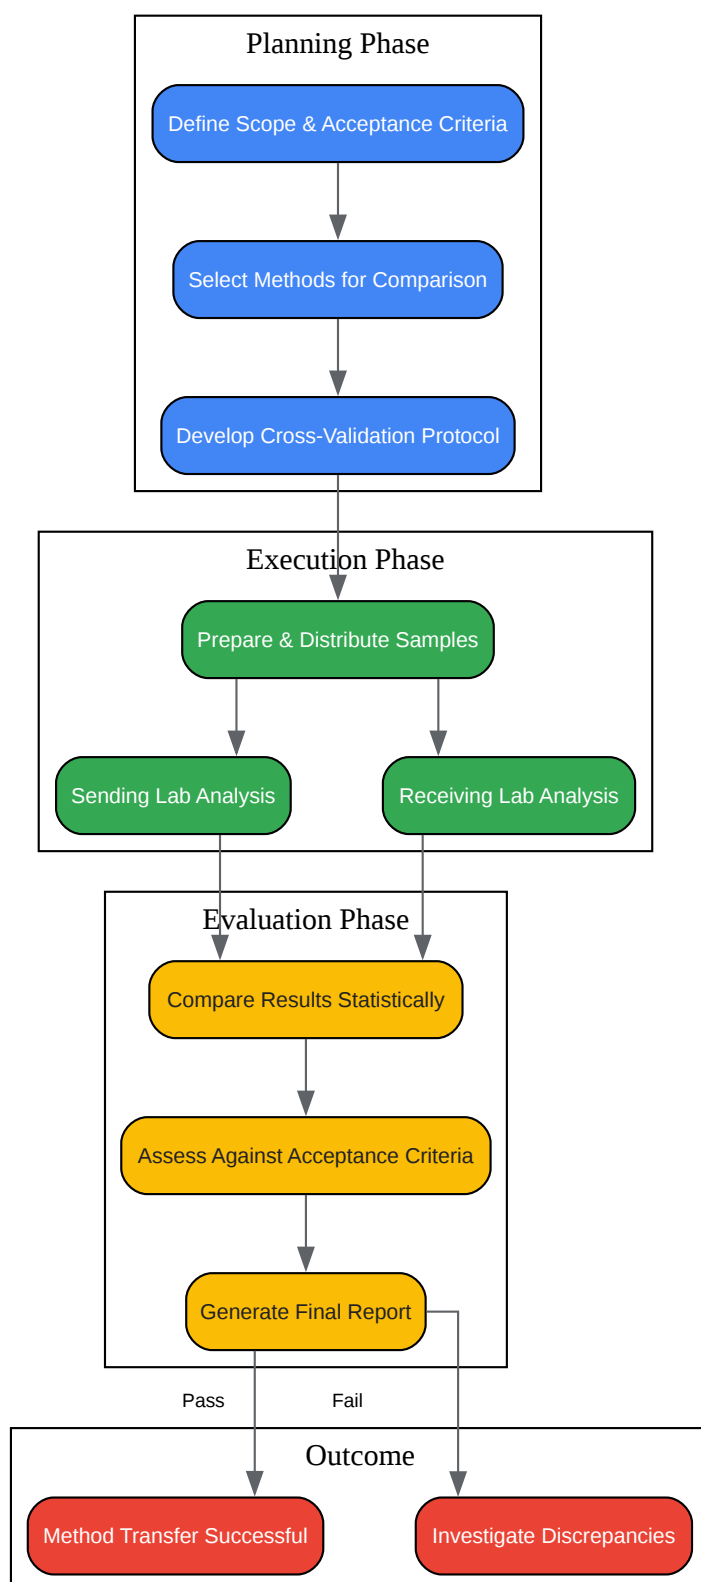 Planning Phase
Define Scope & Acceptance Criteria
Select Methods for Comparison
Develop Cross-Validation Protocol
Execution Phase
Prepare & Distribute Samples
Sending Lab Analysis
Receiving Lab Analysis
Evaluation Phase
Compare Results Statistically
Assess Against Acceptance Criteria
Generate Final Report
Pass
Fail
Outcome
Method Transfer Successful
Investigate Discrepancies